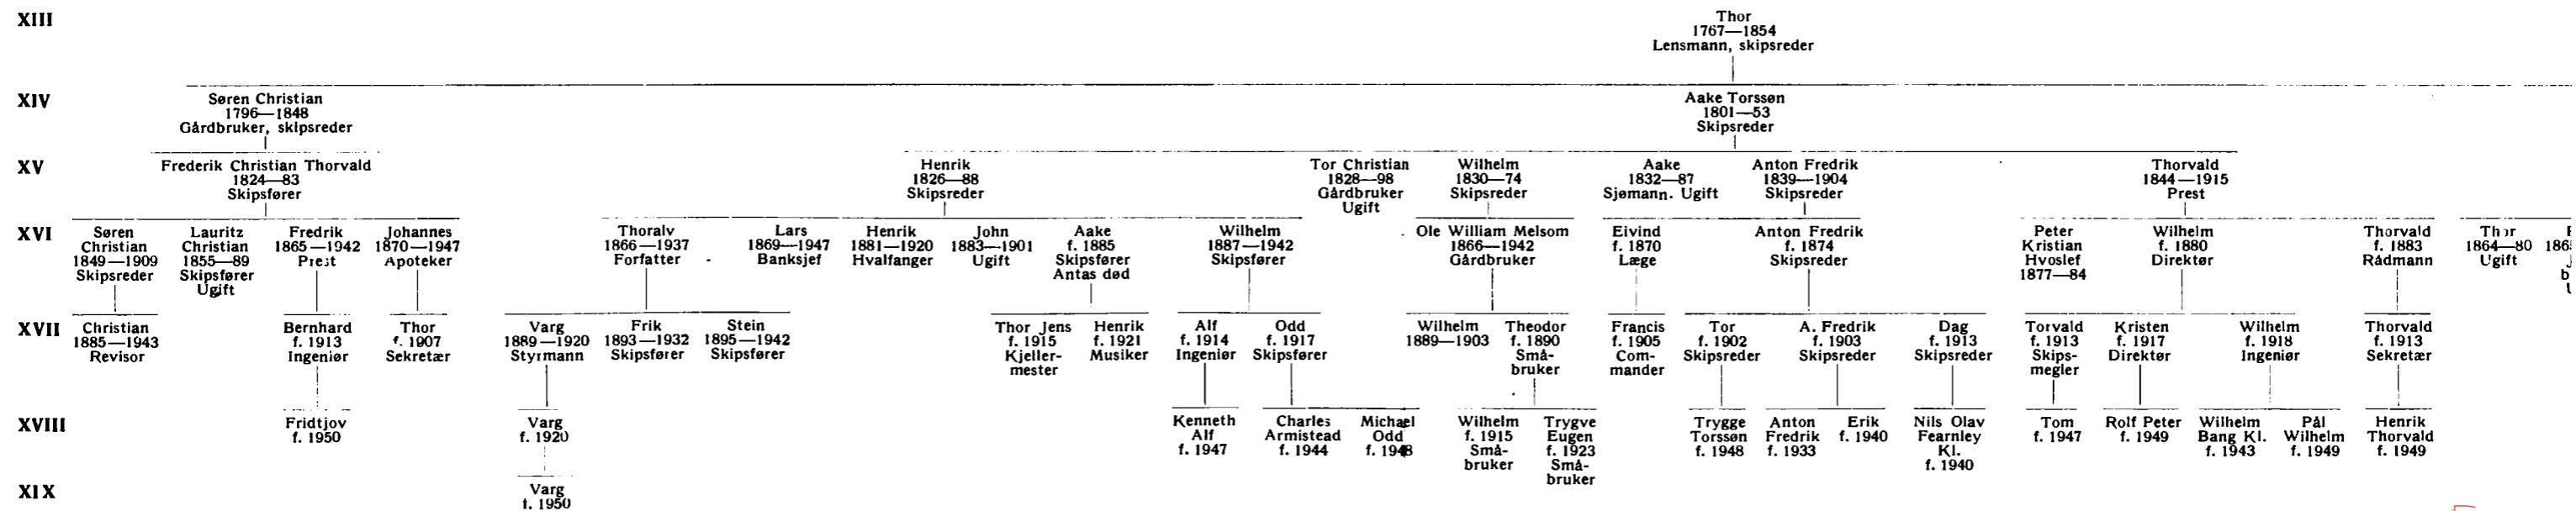 XIII
Thor
1767—1854
Lensmann, skipsreder
XIV
Søren Christian
1796—1848
Gårdbruker, skipsreder
Aake Torssøn
1801—53
Skipsreder
XV
Frederik Christian Thorvald
1824—83
Skipsfører
Henrik
1826—88
Skipsreder
Tor Christian
1828—98
Gårdbruker
Ugift
Wilhelm
1830—74
Skipsreder
Aake
1832—87
Sjømann. Ugift
Anton Fredrik
1839—1904
Skipsreder
Thorvald
1844—1915
Prest
XVI
Søren
Christian
1849—1909
Skipsreder
Lauritz
Christian
1855—89
Skipsfører
Ugift
Fredrik
1865—1942
Prest
Johannes
1870—1947
Apoteker
Thoralv
1866—1937
Forfatter
Lars
1869—1947
Banksjef
Henrik
1881—1920
Hvalfanger
John
1883—1901
Ugift
Aake
f. 1885
Skipsfører
Antas død
Wilhelm
1887—1942
Skipsfører
Ole William Melsom
1866—1942
Gårdbruker
Eivind
f. 1870
Læge
Anton Fredrik
f. 1874
Skipsreder
Peter
Kristian
Hvoslef
1877—84
Wilhelm
f. 1880
Direktør
Thorvald
f. 1883
Rådmann
Thor
1864—80
Ugift
XVII
Christian
1885—1943
Revisor
Bernhard
f. 1913
Ingeniør
Thor
f. 1907
Sekretær
Varg
1889—1920
Styrmann
Frik
1893—1932
Skipsfører
Stein
1895—1942
Skipsfører
Thor Jens
f. 1915
Kjeller-
mester
Henrik
f. 1921
Musiker
Alf
f. 1914
Ingeniør
Odd
f. 1917
Skipsfører
Wilhelm
1889—1903
Theodor
f. 1890
Små-
bruker
Francis
f. 1905
Com-
mander
Tor
f. 1902
Skipsreder
A. Fredrik
f. 1903
Skipsreder
Dag
f. 1913
Skipsreder
Torvald
f. 1913
Skips-
megler
Kristen
f. 1917
Direktør
Wilhelm
f. 1918
Ingeniør
Thorvald
f. 1913
Sekretær
XVIII
Fridtjov
f. 1950
Varg
f. 1920
Kenneth
Alf
f. 1947
Charles
Armistead
f. 1944
Michael
Odd
f. 1948
Wilhelm
f. 1915
Små-
bruker
Trygve
Eugen
f. 1923
Små-
bruker
Trygge
Torssøn
f. 1948
Anton
Fredrik
f. 1933
Erik
f. 1940
Nils Olav
Fearnley
Kl.
f. 1940
Tom
f. 1947
Rolf Peter
f. 1949
Wilhelm
Bang Kl.
f. 1943
Pål
Wilhelm
f. 1949
Henrik
Thorvald
f. 1949
XIX
Varg
f. 1950